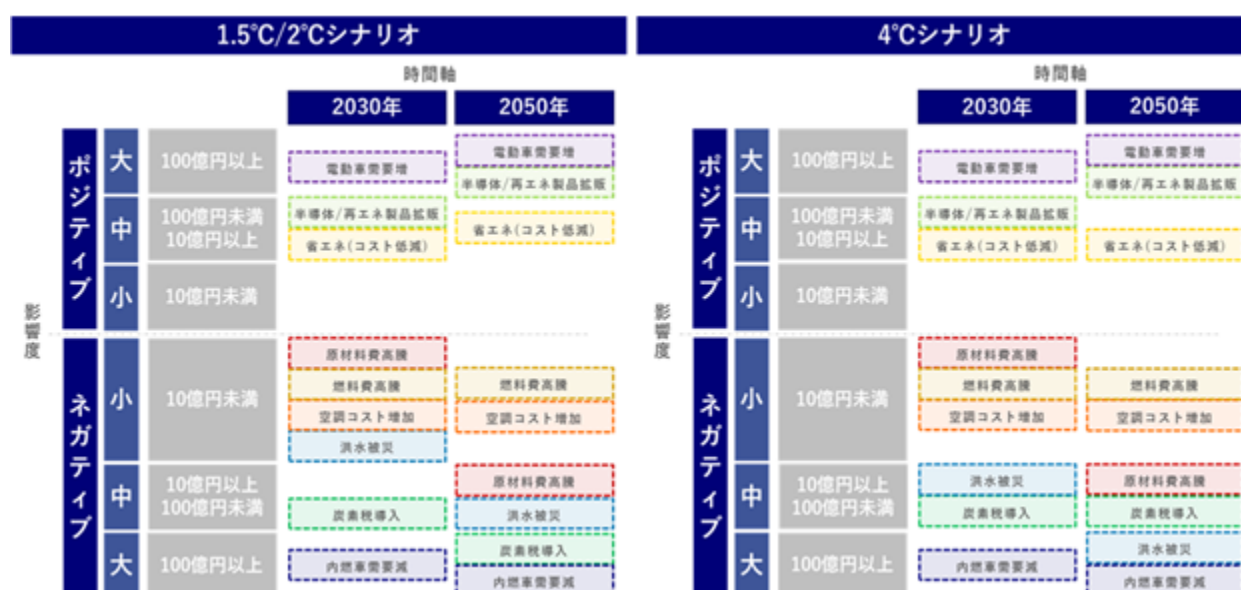 1.5℃/2℃シナリオ
時間軸
2030年
2050年
影響度
ポジティブ
大
100億円以上
電動車需要増
電動車需要増
半導体/再エネ製品拡販
中
100億円未満
10億円以上
半導体/再エネ製品拡販
省エネ(コスト低減)
省エネ(コスト低減)
小
10億円未満
ネガティブ
小
10億円未満
原材料費高騰
燃料費高騰
空調コスト増加
洪水被災
燃料費高騰
空調コスト増加
中
10億円以上
100億円未満
炭素税導入
原材料費高騰
洪水被災
大
100億円以上
内燃車需要減
炭素税導入
内燃車需要減
4℃シナリオ
時間軸
2030年
2050年
影響度
ポジティブ
大
100億円以上
電動車需要増
電動車需要増
半導体/再エネ製品拡販
中
100億円未満
10億円以上
半導体/再エネ製品拡販
省エネ(コスト低減)
省エネ(コスト低減)
小
10億円未満
ネガティブ
小
10億円未満
原材料費高騰
燃料費高騰
空調コスト増加
燃料費高騰
空調コスト増加
中
10億円以上
100億円未満
洪水被災
炭素税導入
原材料費高騰
炭素税導入
大
100億円以上
内燃車需要減
洪水被災
内燃車需要減